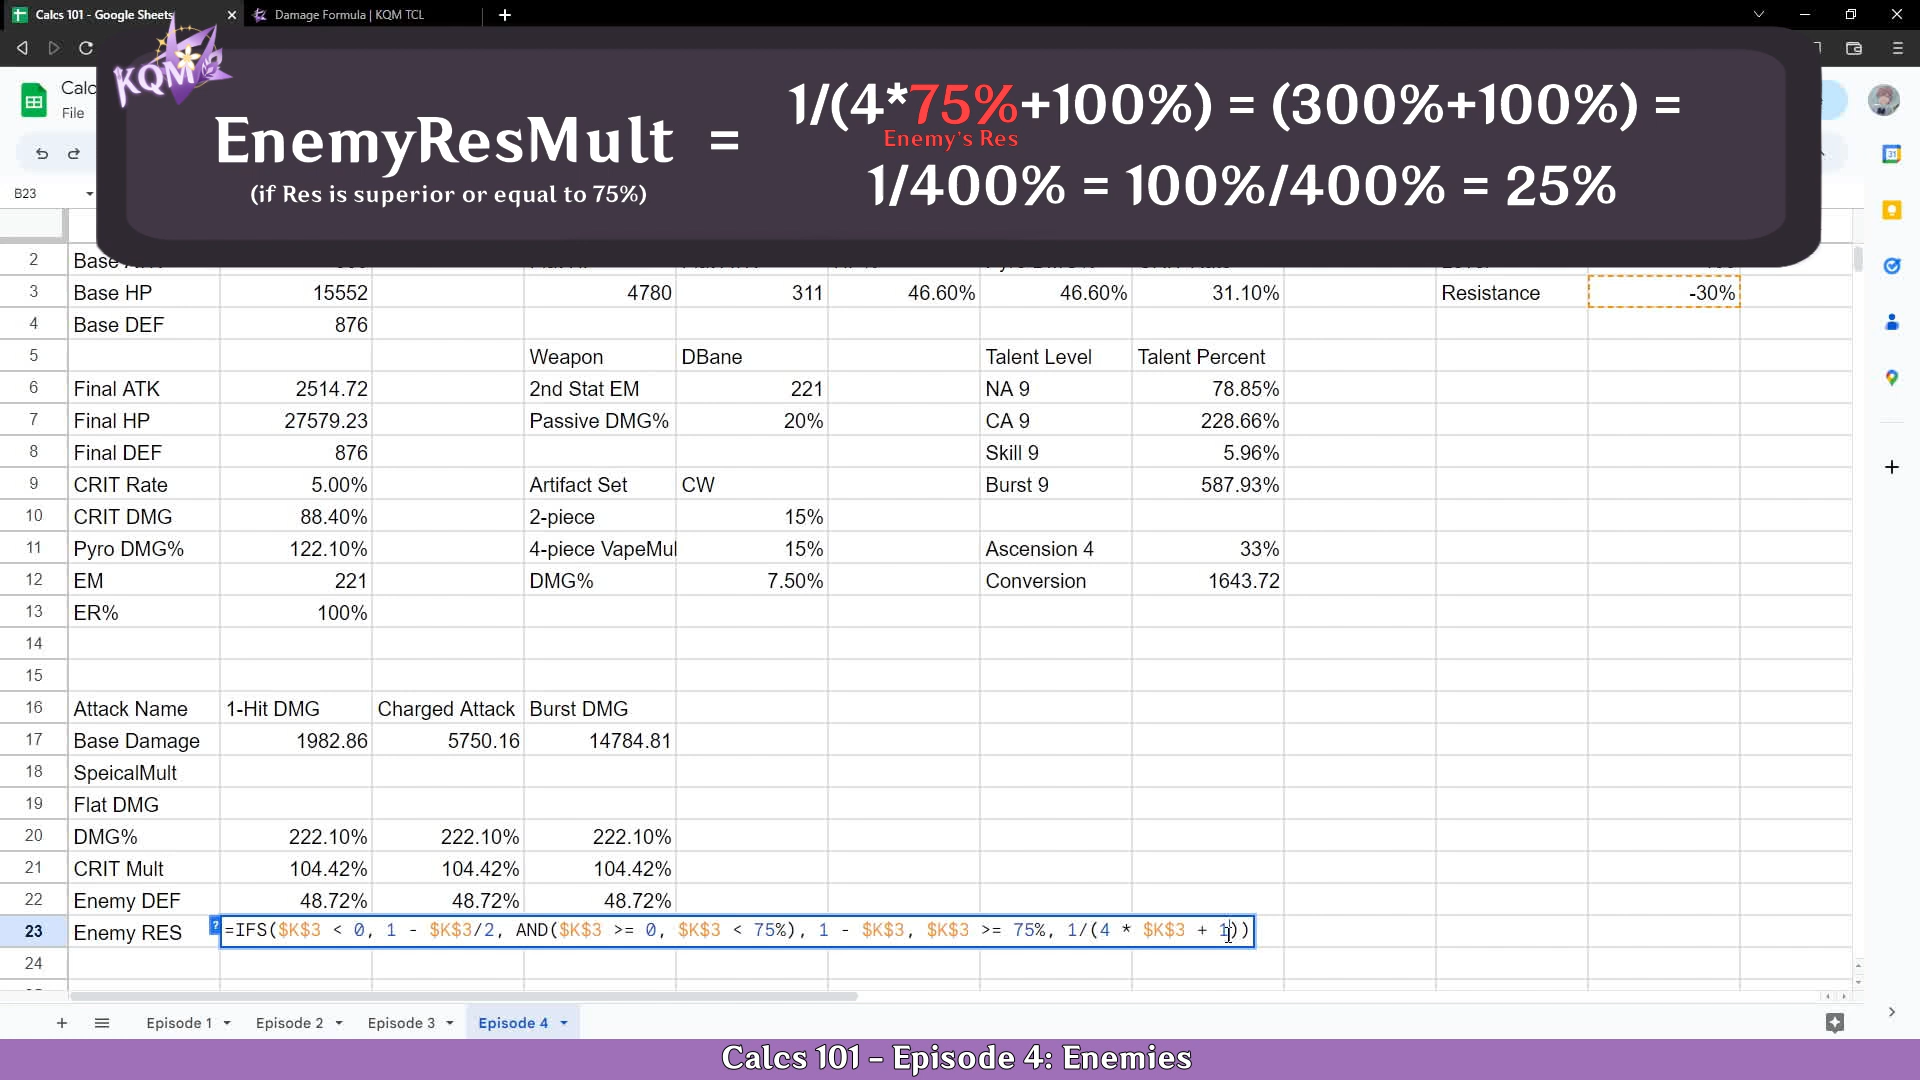 Calcs 101 - Google Sheets
Damage Formula | KQM TCL
KQM
EnemyResMult =
(if Res is superior or equal to 75%)
1/(4*75%+100%) = (300%+100%) =
Enemy's Res
1/400% = 100%/400% = 25%
Calc
File
B23
2 Base
3 Base HP 15552 4780 311 46.60% 46.60% 31.10% Resistance -30%
4 Base DEF 876
5 Weapon DBane Talent Level Talent Percent
6 Final ATK 2514.72 2nd Stat EM 221 NA 9 78.85%
7 Final HP 27579.23 Passive DMG% 20% CA 9 228.66%
8 Final DEF 876 Skill 9 5.96%
9 CRIT Rate 5.00% Artifact Set CW Burst 9 587.93%
10 CRIT DMG 88.40% 2-piece 15%
11 Pyro DMG% 122.10% 4-piece VapeMul 15% Ascension 4 33%
12 EM 221 DMG% 7.50% Conversion 1643.72
13 ER% 100%
14
15
16 Attack Name 1-Hit DMG Charged Attack Burst DMG
17 Base Damage 1982.86 5750.16 14784.81
18 SpeicalMult
19 Flat DMG
20 DMG% 222.10% 222.10% 222.10%
21 CRIT Mult 104.42% 104.42% 104.42%
22 Enemy DEF 48.72% 48.72% 48.72%
23 Enemy RES ? =IFS($K$3 < 0, 1 - $K$3/2, AND($K$3 >= 0, $K$3 < 75%), 1 - $K$3, $K$3 >= 75%, 1/(4 * $K$3 + 1))
24
Episode 1 Episode 2 Episode 3 Episode 4
Calcs 101 - Episode 4: Enemies